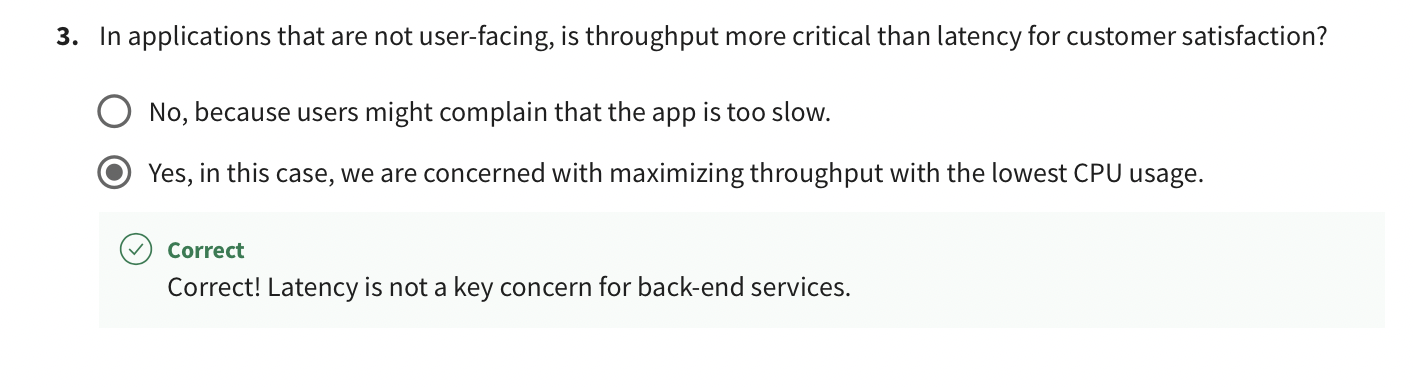 3. In applications that are not user-facing, is throughput more critical than latency for customer satisfaction?
No, because users might complain that the app is too slow.
Yes, in this case, we are concerned with maximizing throughput with the lowest CPU usage.
Correct
Correct! Latency is not a key concern for back-end services.